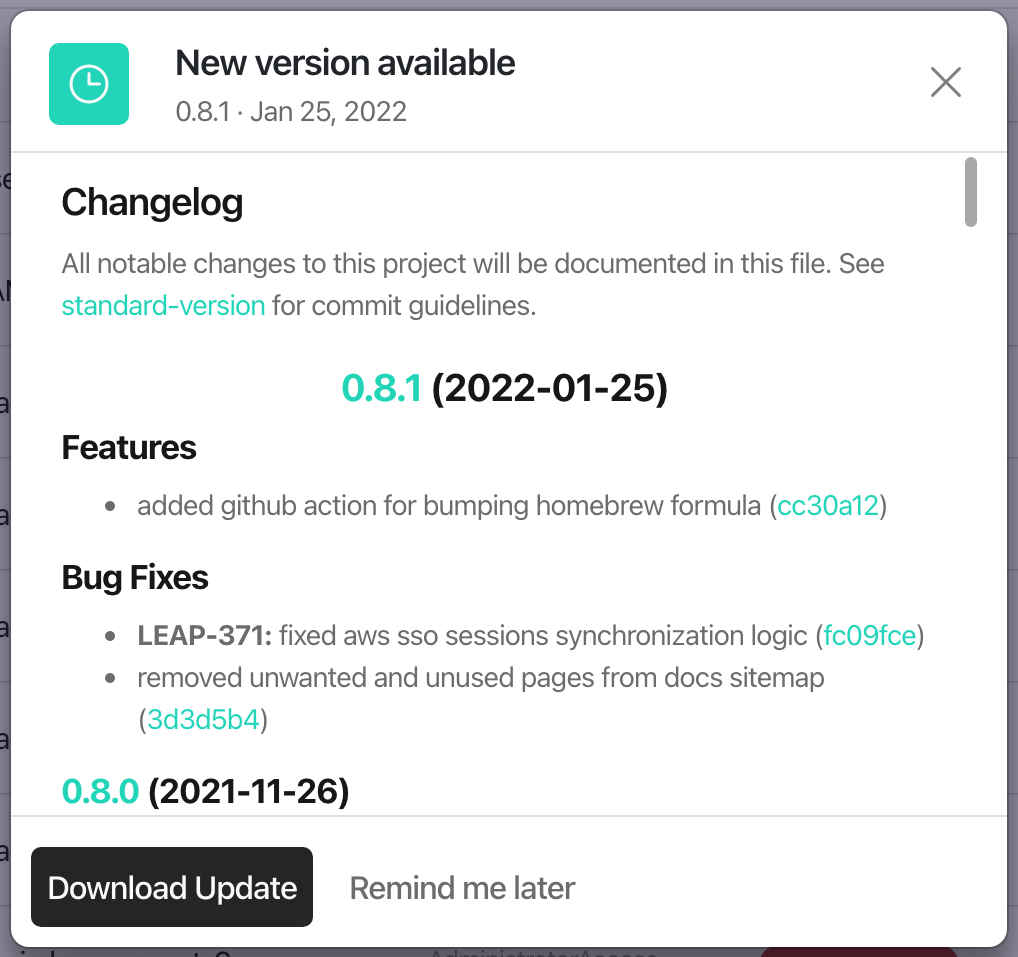 New version available
0.8.1 · Jan 25, 2022
Changelog
All notable changes to this project will be documented in this file. See
standard-version for commit guidelines.
0.8.1 (2022-01-25)
Features
• added github action for bumping homebrew formula (cc30a12)
Bug Fixes
• LEAP-371: fixed aws sso sessions synchronization logic (fc09fce)
• removed unwanted and unused pages from docs sitemap
(3d3d5b4)
0.8.0 (2021-11-26)
Download Update
Remind me later